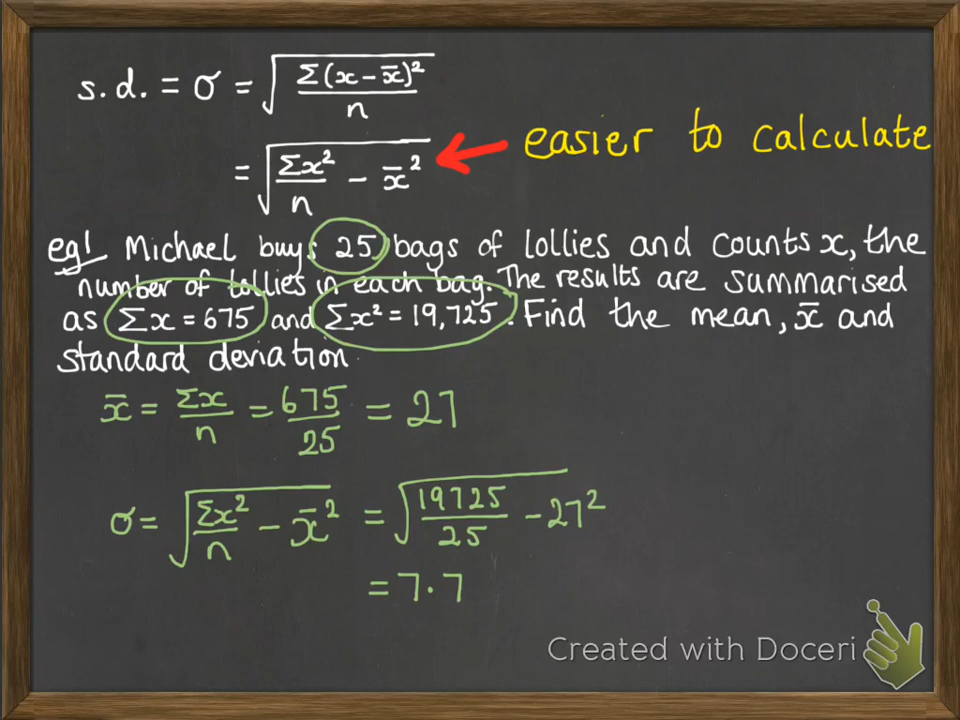 s.d. = σ = √(Σ(x-x̄)²/n)
= √(Σx²/n - x̄²) easier to calculate
eg1 Michael buys 25 bags of lollies and counts x, the
number of lollies in each bag. The results are summarised
as Σx = 675 and Σx² = 19,725. Find the mean, x̄ and
standard deviation
x̄ = Σx/n = 675/25 = 27
σ = √(Σx²/n - x̄²) = √(19725/25 - 27²)
= 7.7
Created with Doceri